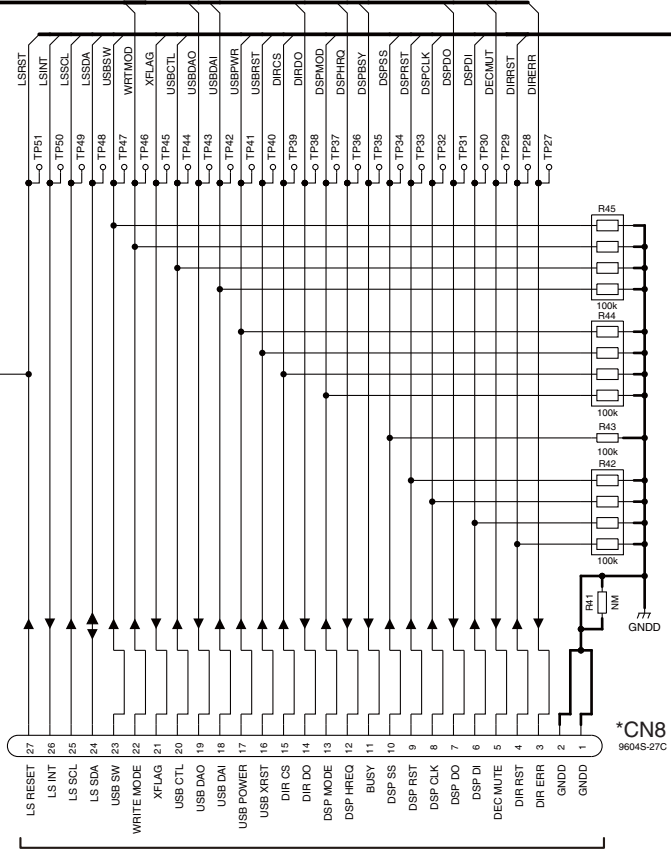 LSRST
LSINT
LSSCL
LSSDA
USBSW
WRTMOD
XFLAG
USBCTL
USBDAO
USBDAI
USBPWR
USBRST
DIRCS
DIRDO
DSPMOD
DSPHRQ
DSPBSY
DSPSS
DSPRST
DSPCLK
DSPDO
DSPDI
DECMUT
DIRRST
DIRERR
TP51
TP50
TP49
TP48
TP47
TP46
TP45
TP44
TP43
TP42
TP41
TP40
TP39
TP38
TP37
TP36
TP35
TP34
TP33
TP32
TP31
TP30
TP29
TP28
TP27
R45
100k
R44
100k
R43
100k
R42
100k
R41
NM
GNDD
*CN8
9604S-27C
27
26
25
24
23
22
21
20
19
18
17
16
15
14
13
12
11
10
9
8
7
6
5
4
3
2
1
LS RESET
LS INT
LS SCL
LS SDA
USB SW
WRITE MODE
XFLAG
USB CTL
USB DAO
USB DAI
USB POWER
USB XRST
DIR CS
DIR DO
DSP MODE
DSP HREQ
BUSY
DSP SS
DSP RST
DSP CLK
DSP DO
DSP DI
DEC MUTE
DIR RST
DIR ERR
GNDD
GNDD